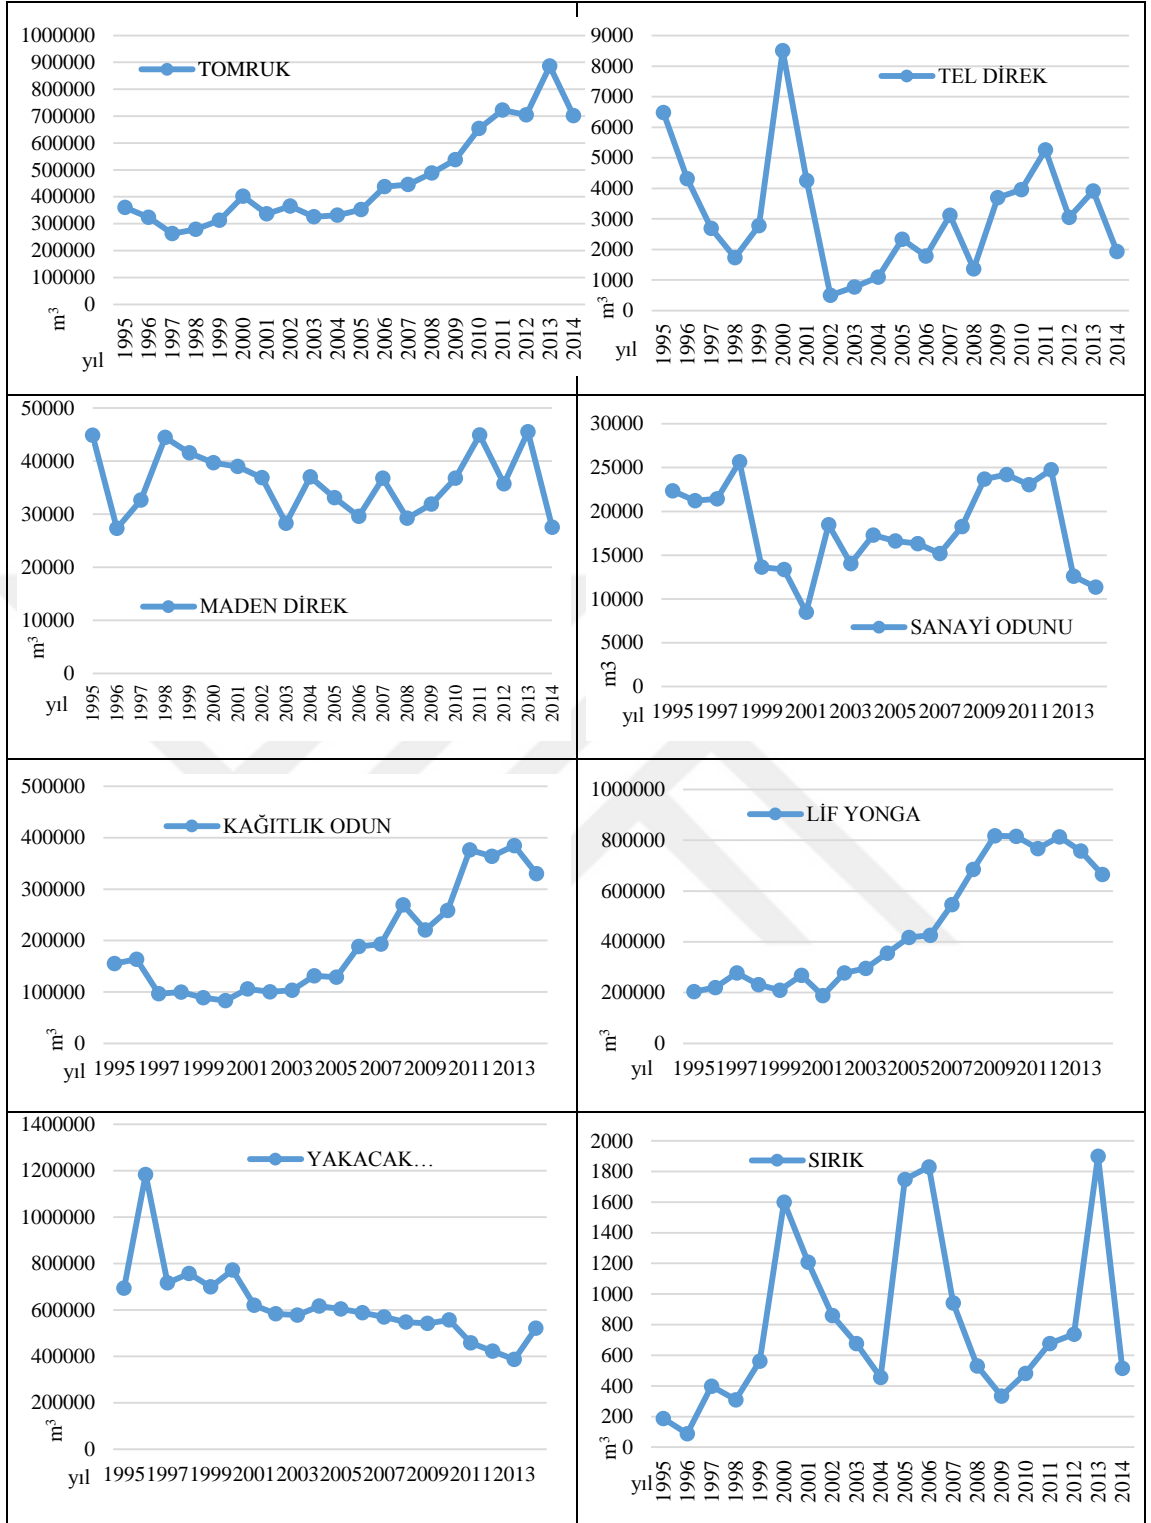 1000000
900000
800000
700000
600000
500000
400000
300000
200000
100000
0
m³
yıl
TOMRUK
1995 1996 1997 1998 1999 2000 2001 2002 2003 2004 2005 2006 2007 2008 2009 2010 2011 2012 2013 2014
9000
8000
7000
6000
5000
4000
3000
2000
1000
0
m³
yıl
TEL DİREK
1995 1996 1997 1998 1999 2000 2001 2002 2003 2004 2005 2006 2007 2008 2009 2010 2011 2012 2013 2014
50000
40000
30000
20000
10000
0
m³
yıl
MADEN DİREK
1995 1996 1997 1998 1999 2000 2001 2002 2003 2004 2005 2006 2007 2008 2009 2010 2011 2012 2013 2014
30000
25000
20000
15000
10000
5000
0
m3
SANAYİ ODUNU
yıl 1995 1997 1999 2001 2003 2005 2007 2009 2011 2013
500000
400000
300000
200000
100000
0
m³
KAĞITLIK ODUN
yıl 1995 1997 1999 2001 2003 2005 2007 2009 2011 2013
1000000
800000
600000
400000
200000
0
m³
LİF YONGA
yıl 1995 1997 1999 2001 2003 2005 2007 2009 2011 2013
1400000
1200000
1000000
800000
600000
400000
200000
0
m³
YAKACAK…
yıl 1995 1997 1999 2001 2003 2005 2007 2009 2011 2013
2000
1800
1600
1400
1200
1000
800
600
400
200
0
m³
yıl
SIRIK
1995 1996 1997 1998 1999 2000 2001 2002 2003 2004 2005 2006 2007 2008 2009 2010 2011 2012 2013 2014